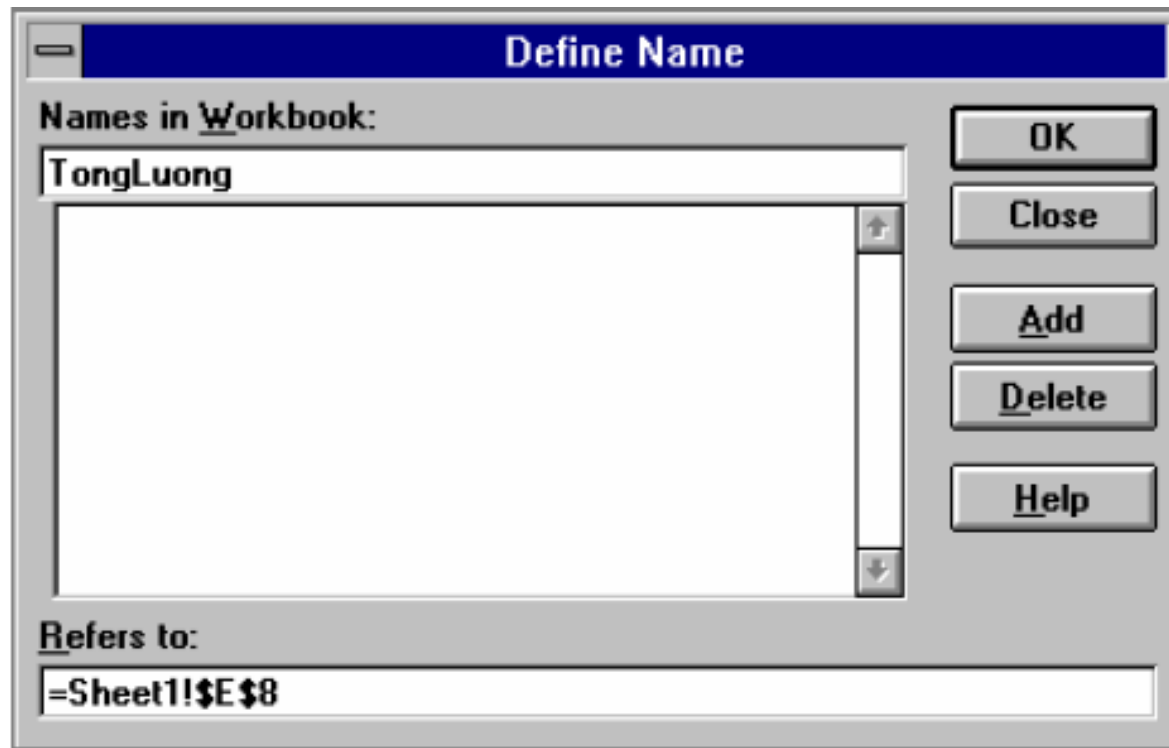 Define Name
Names in Workbook:
OK
TongLuong
Close
Add
Delete
Help
Refers to:
=Sheet1!$E$8